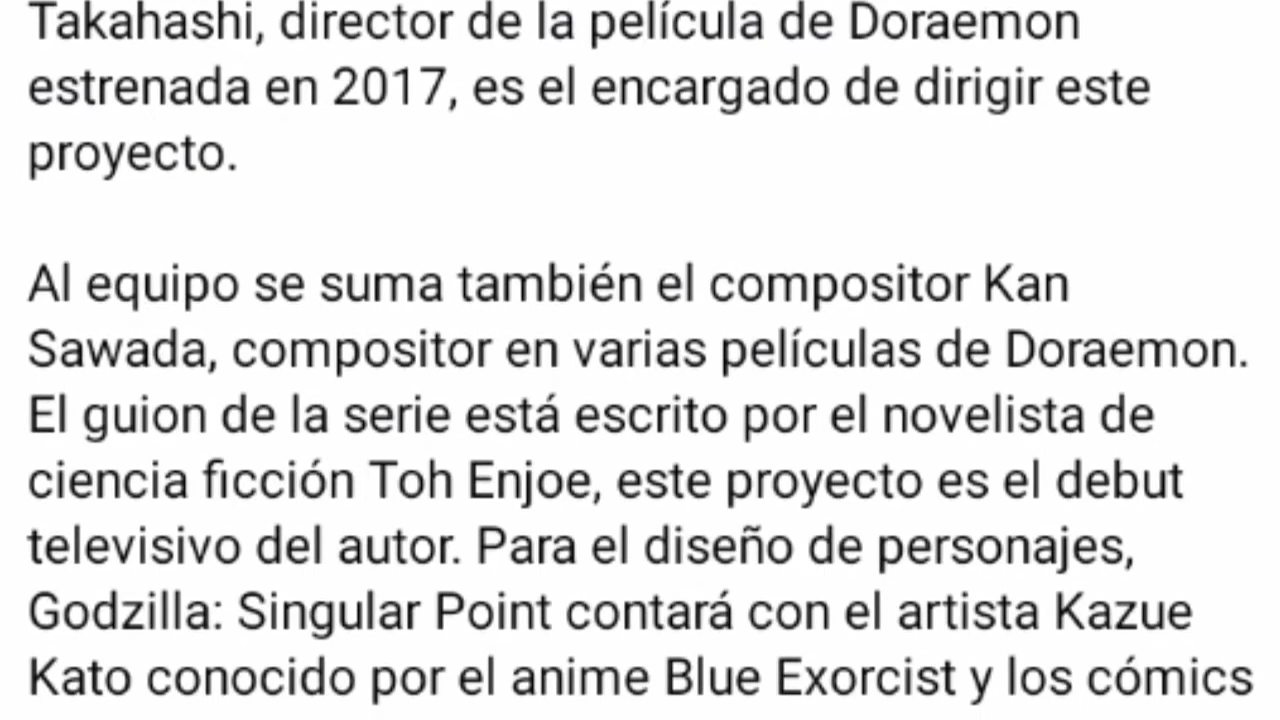 Takahashi, director de la película de Doraemon
estrenada en 2017, es el encargado de dirigir este
proyecto.
Al equipo se suma también el compositor Kan
Sawada, compositor en varias películas de Doraemon.
El guion de la serie está escrito por el novelista de
ciencia ficción Toh Enjoe, este proyecto es el debut
televisivo del autor. Para el diseño de personajes,
Godzilla: Singular Point contará con el artista Kazue
Kato conocido por el anime Blue Exorcist y los cómics